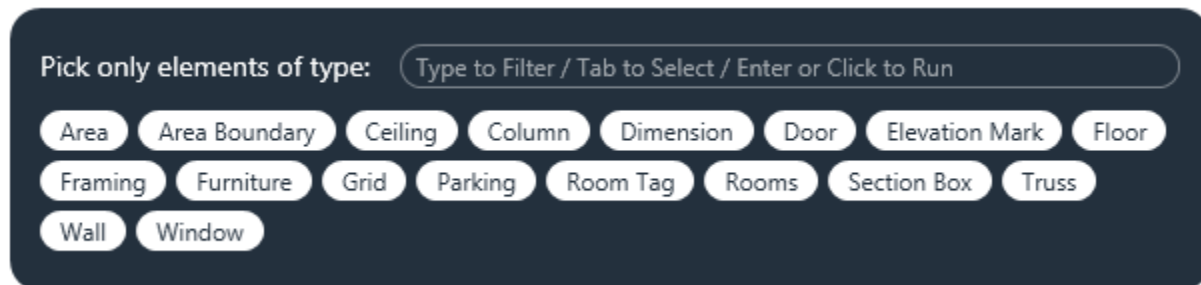 Pick only elements of type: Type to Filter / Tab to Select / Enter or Click to Run
Area Area Boundary Ceiling Column Dimension Door Elevation Mark Floor
Framing Furniture Grid Parking Room Tag Rooms Section Box Truss
Wall Window